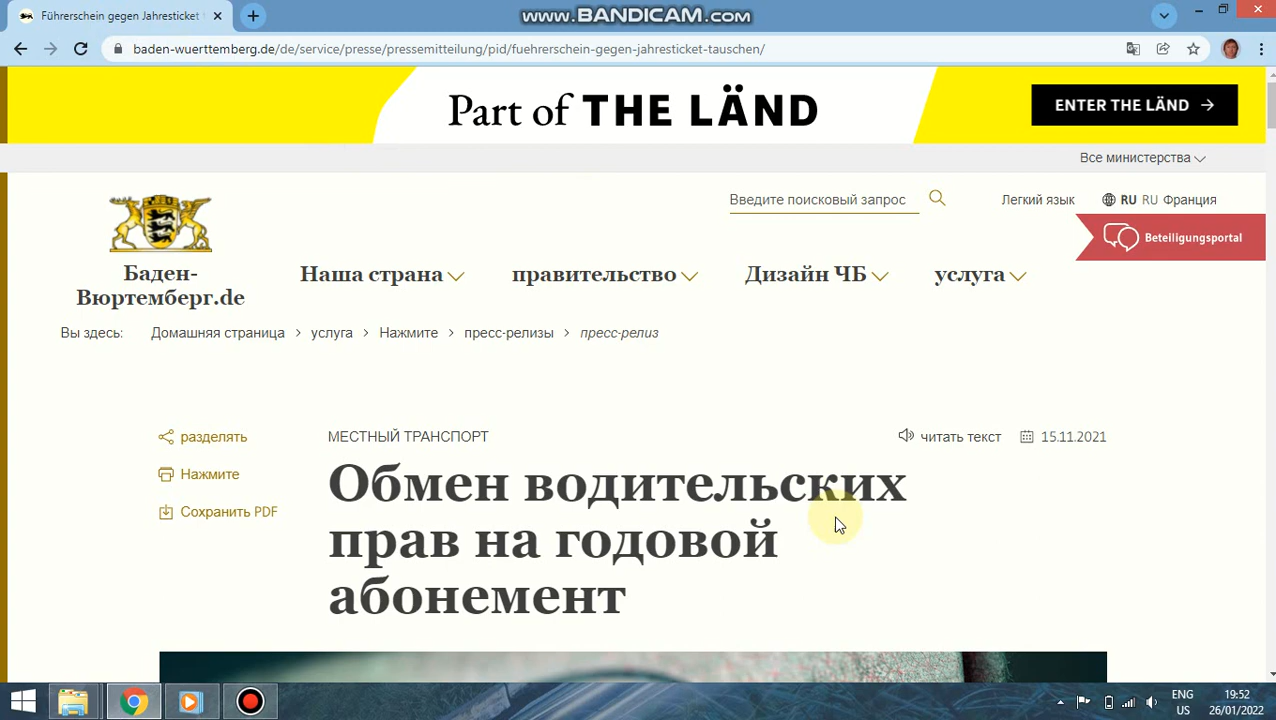 www.BANDICAM.com
Führerschein gegen Jahresticket
baden-wuerttemberg.de/de/service/presse/pressemitteilung/pid/fuehrerschein-gegen-jahresticket-tauschen/
Part of THE LÄND
ENTER THE LÄND →
Все министерства
Введите поисковый запрос
Легкий язык
RU RU Франция
Beteiligungsportal
Баден-
Вюртемберг.de
Наша страна
правительство
Дизайн ЧБ
услуга
Вы здесь: Домашняя страница > услуга > Нажмите > пресс-релизы > пресс-релиз
разделять
Нажмите
Сохранить PDF
МЕСТНЫЙ ТРАНСПОРТ
читать текст
15.11.2021
Обмен водительских
прав на годовой
абонемент
ENG
US
19:52
26/01/2022